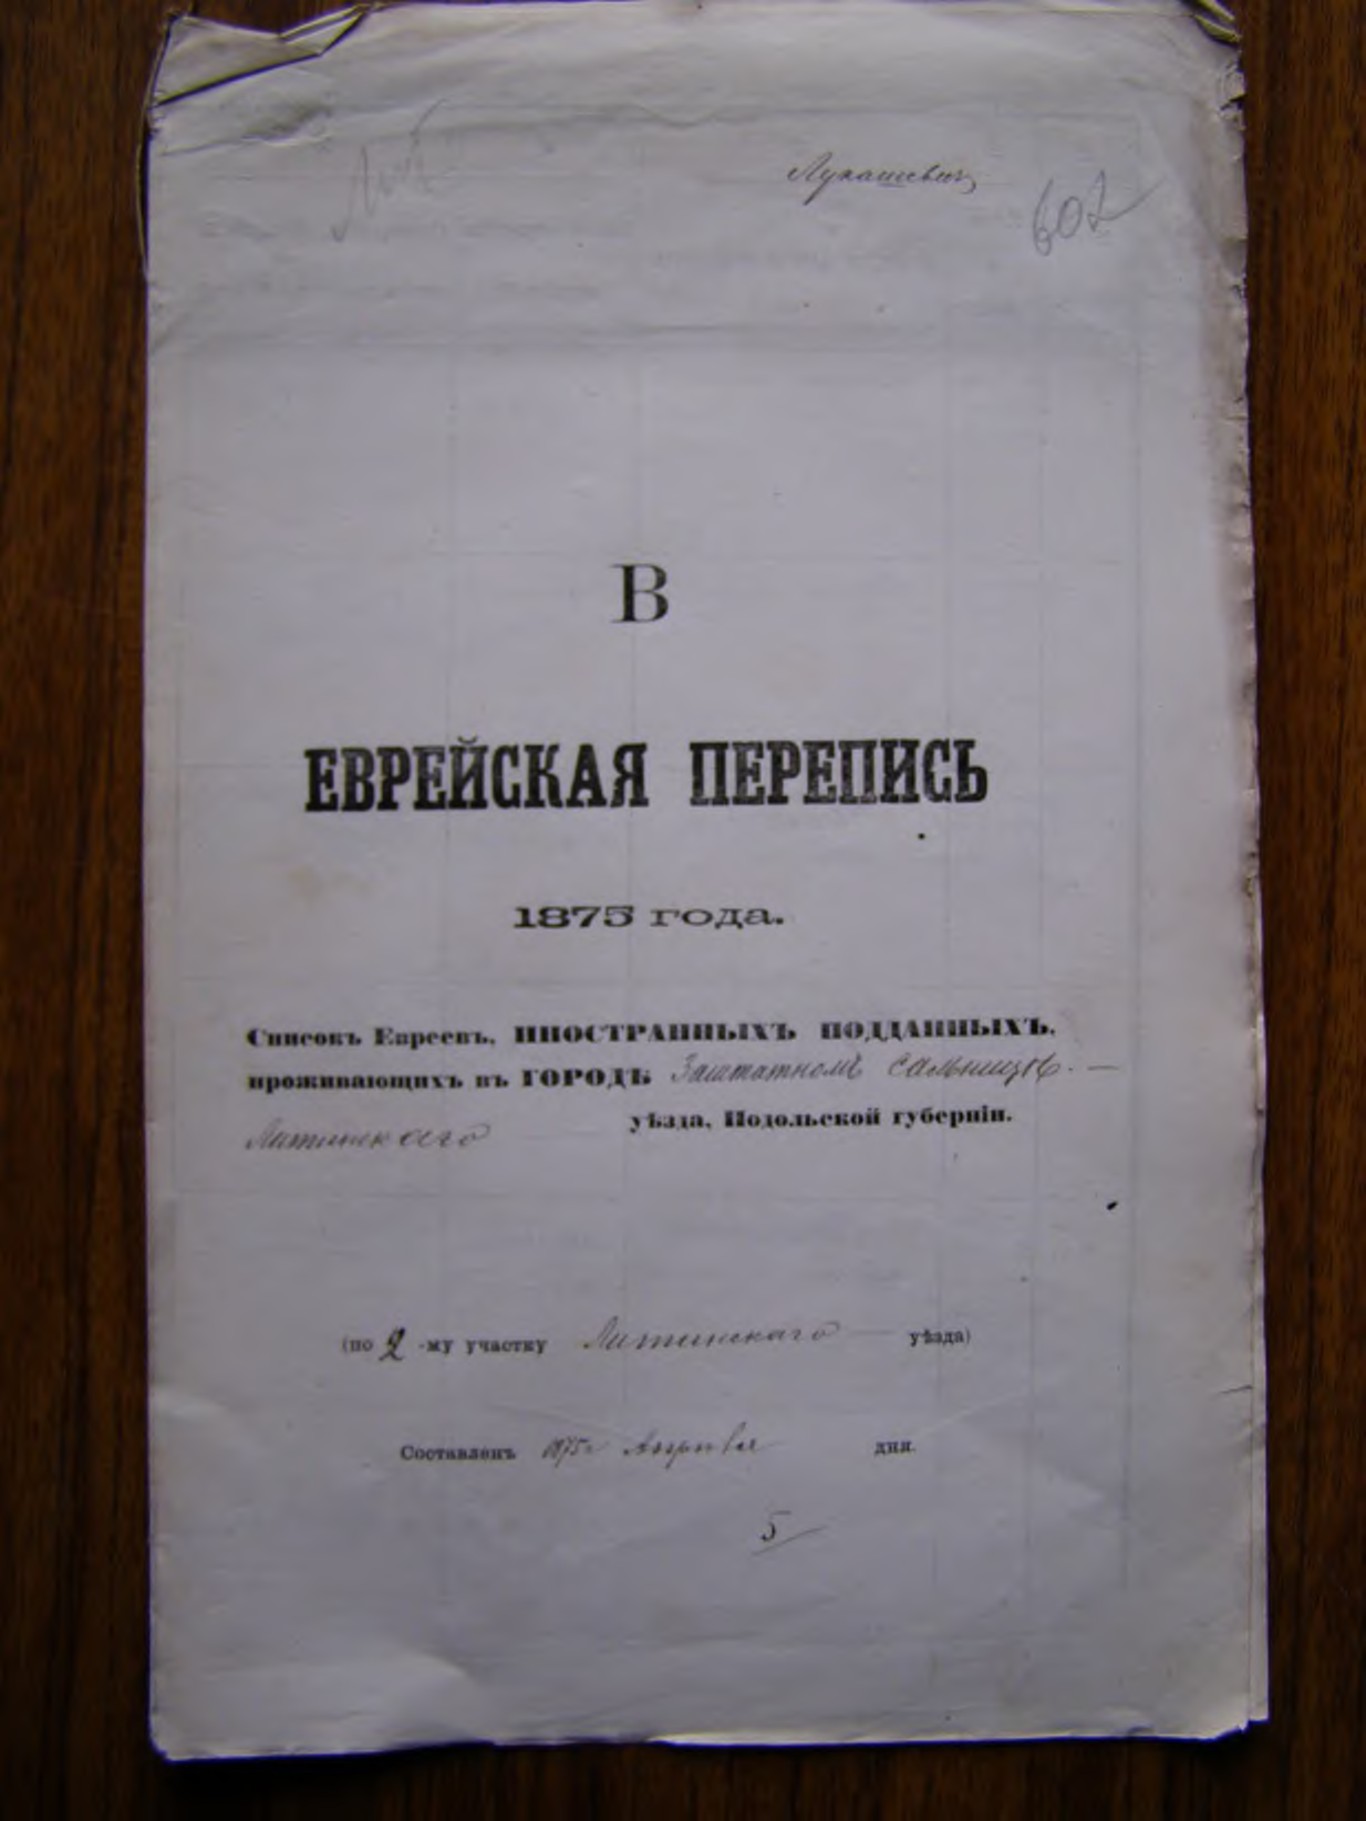 Лукашевич
602
В
ЕВРЕЙСКАЯ ПЕРЕПИСЬ
1875 года.
Списокъ Евреевъ, ИНОСТРАННЫХЪ ПОДДАННЫХЪ,
проживающихъ въ ГОРОДѢ Заштатномъ Сальницѣ. —
Литинскаго уѣзда, Подольской губерніи.
(по 2 -му участку Литинскаго уѣзда)
Составленъ 1875 г Апрѣля дня.
5